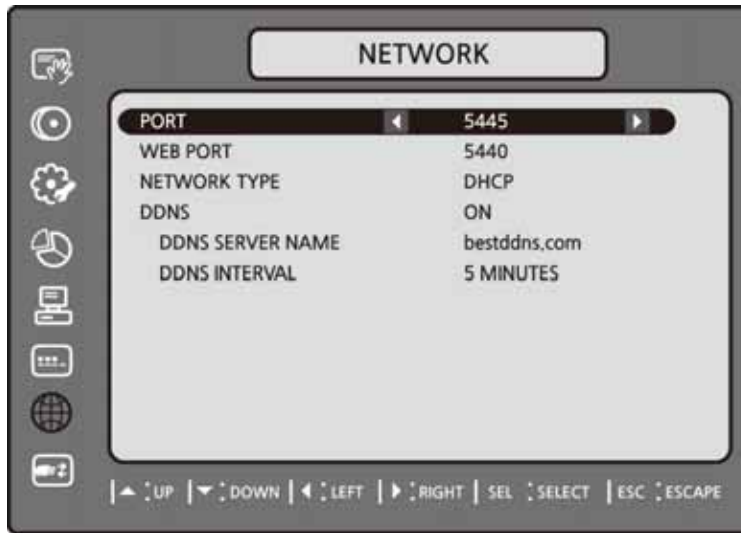 NETWORK
PORT 5445
WEB PORT 5440
NETWORK TYPE DHCP
DDNS ON
DDNS SERVER NAME bestddns.com
DDNS INTERVAL 5 MINUTES
UP DOWN LEFT RIGHT SEL : SELECT ESC : ESCAPE